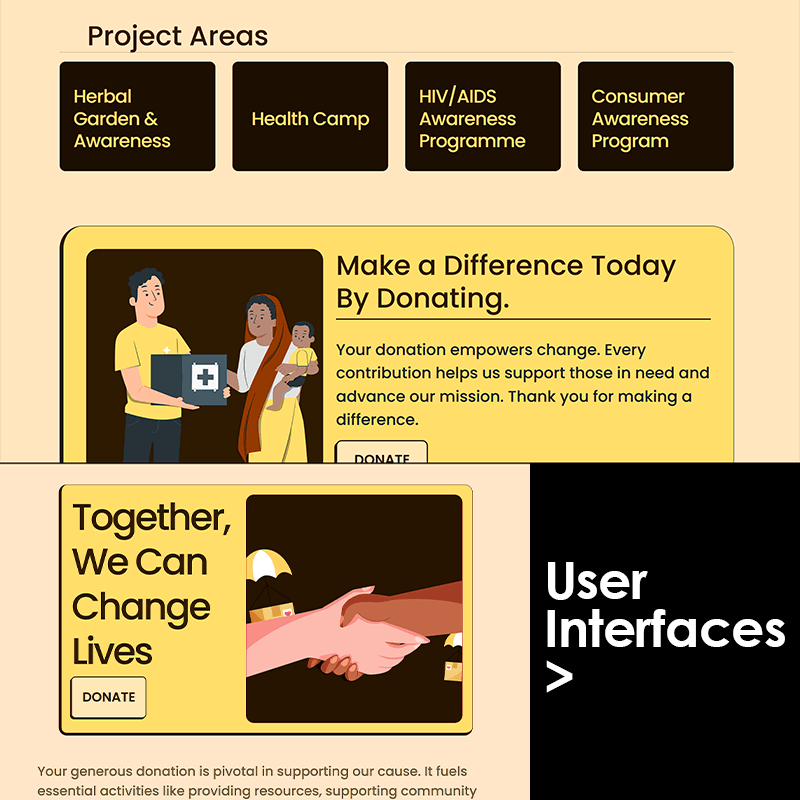 Project Areas
Herbal
Garden &
Awareness
Health Camp
HIV/AIDS
Awareness
Programme
Consumer
Awareness
Program
Make a Difference Today
By Donating.
Your donation empowers change. Every
contribution helps us support those in need and
advance our mission. Thank you for making a
difference.
DONATE
Together,
We Can
Change
Lives
DONATE
Your generous donation is pivotal in supporting our cause. It fuels
essential activities like providing resources, supporting community
User
Interfaces
>